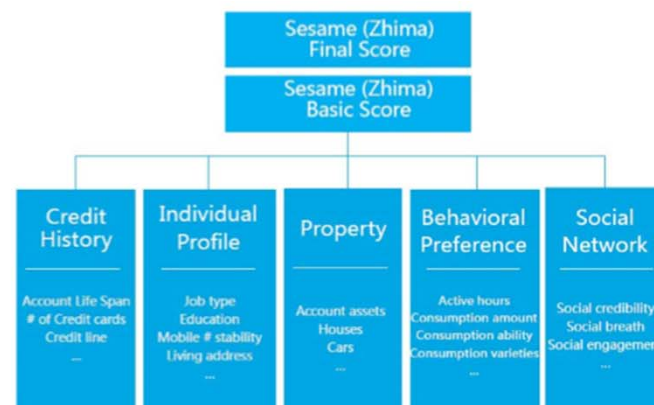 Sesame (Zhima)
Final Score
Sesame (Zhima)
Basic Score
Credit
History
Account Life Span
# of Credit cards
Credit line
...
Individual
Profile
Job type
Education
Mobile # stability
Living address
...
Property
Account assets
Houses
Cars
...
Behavioral
Preference
Active hours
Consumption amount
Consumption ability
Consumption varieties
...
Social
Network
Social credibility
Social breath
Social engagemen
...